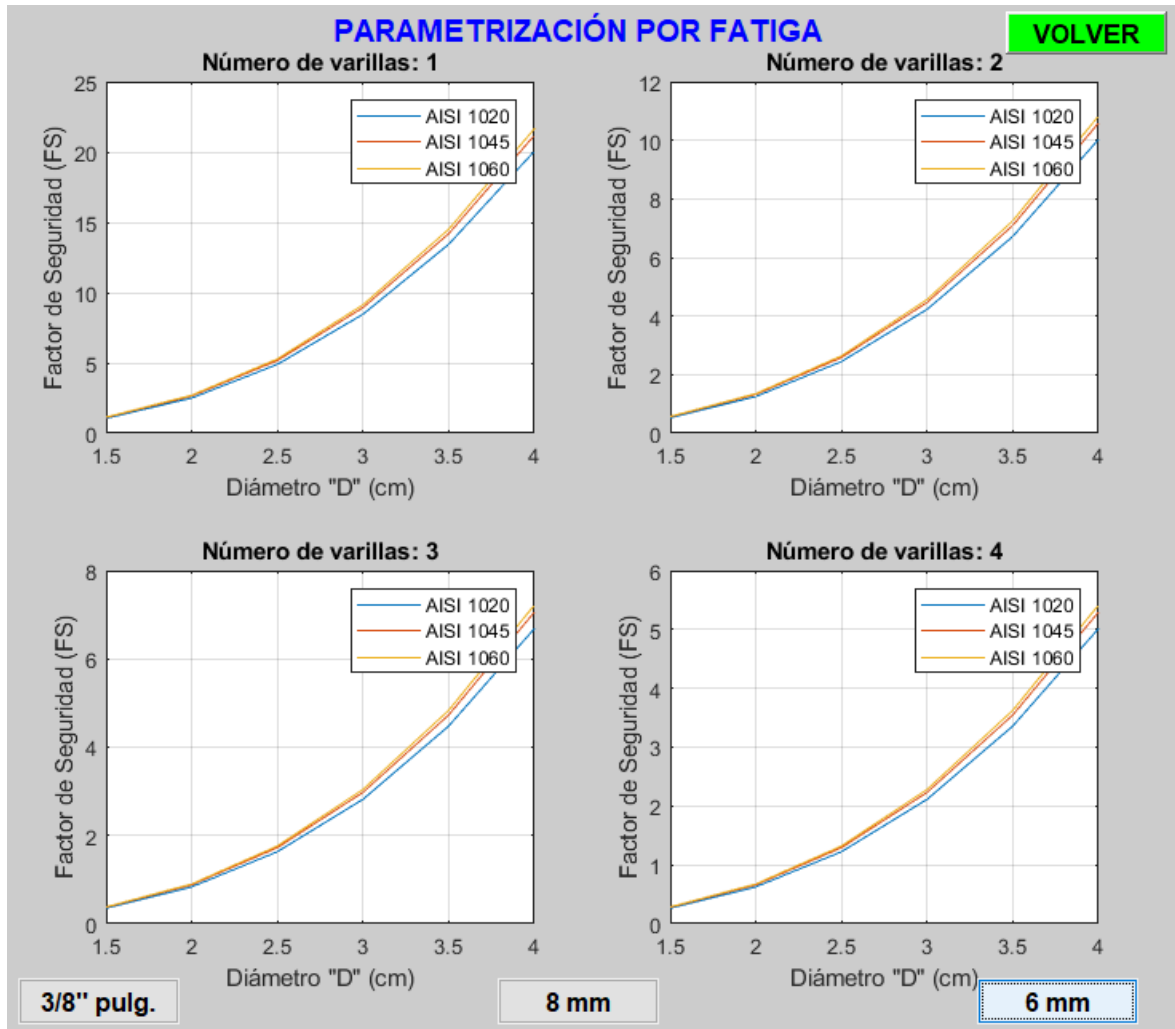 PARAMETRIZACIÓN POR FATIGA
VOLVER
Número de varillas: 1
25
20
15
10
5
0
Factor de Seguridad (FS)
AISI 1020
AISI 1045
AISI 1060
1.5 2 2.5 3 3.5 4
Diámetro "D" (cm)
Número de varillas: 2
12
10
8
6
4
2
0
Factor de Seguridad (FS)
AISI 1020
AISI 1045
AISI 1060
1.5 2 2.5 3 3.5 4
Diámetro "D" (cm)
Número de varillas: 3
8
6
4
2
0
Factor de Seguridad (FS)
AISI 1020
AISI 1045
AISI 1060
1.5 2 2.5 3 3.5 4
Diámetro "D" (cm)
Número de varillas: 4
6
5
4
3
2
1
0
Factor de Seguridad (FS)
AISI 1020
AISI 1045
AISI 1060
1.5 2 2.5 3 3.5 4
Diámetro "D" (cm)
3/8" pulg.
8 mm
6 mm